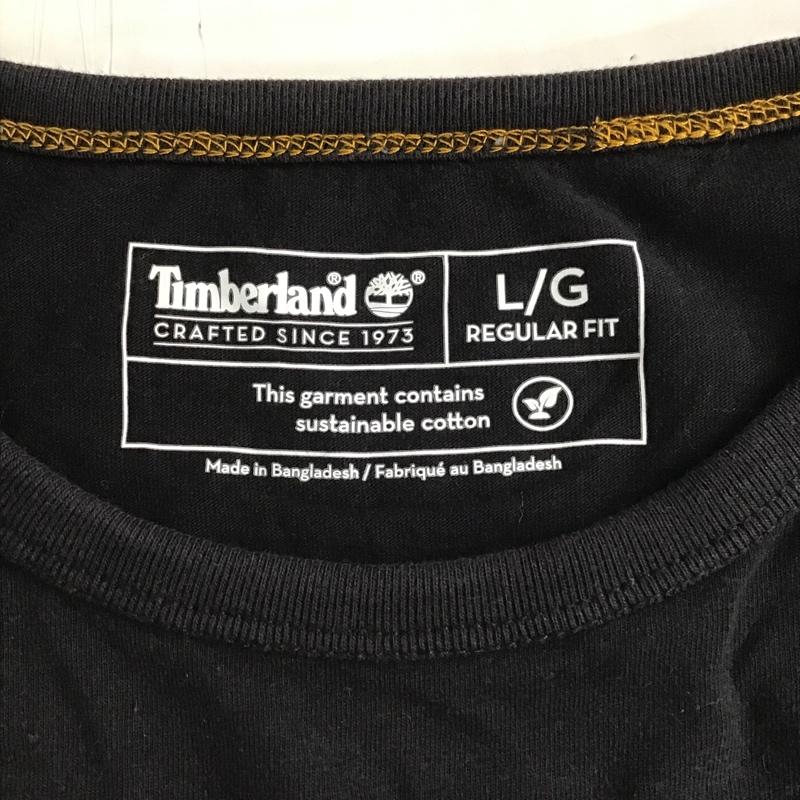 Timberland® ®
CRAFTED SINCE 1973
L/G
REGULAR FIT
This garment contains
sustainable cotton
Made in Bangladesh / Fabriqué au Bangladesh